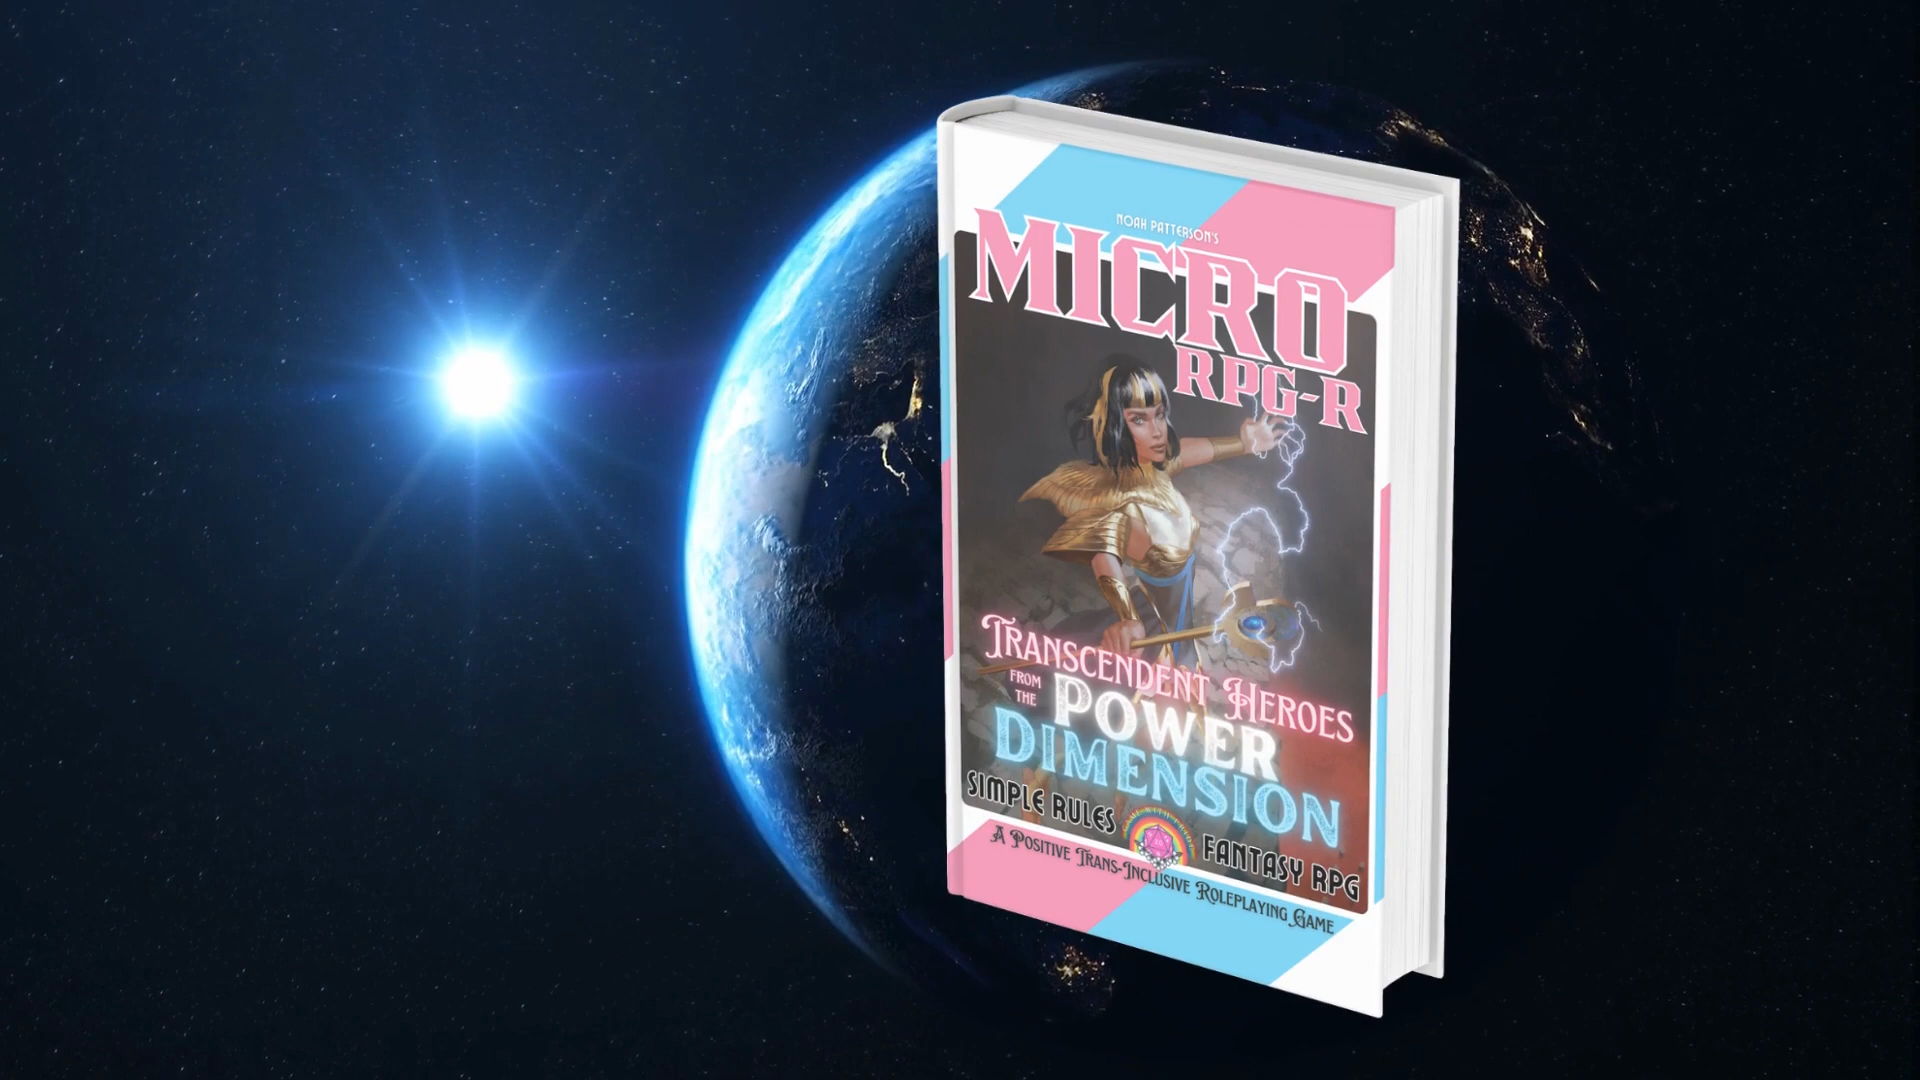 NOAH PATTERSON'S
MICRO
RPG-R
TRANSCENDENT HEROES
FROM
THE
POWER
DIMENSION
SIMPLE RULES
FANTASY RPG
A POSITIVE TRANS-INCLUSIVE ROLEPLAYING GAME